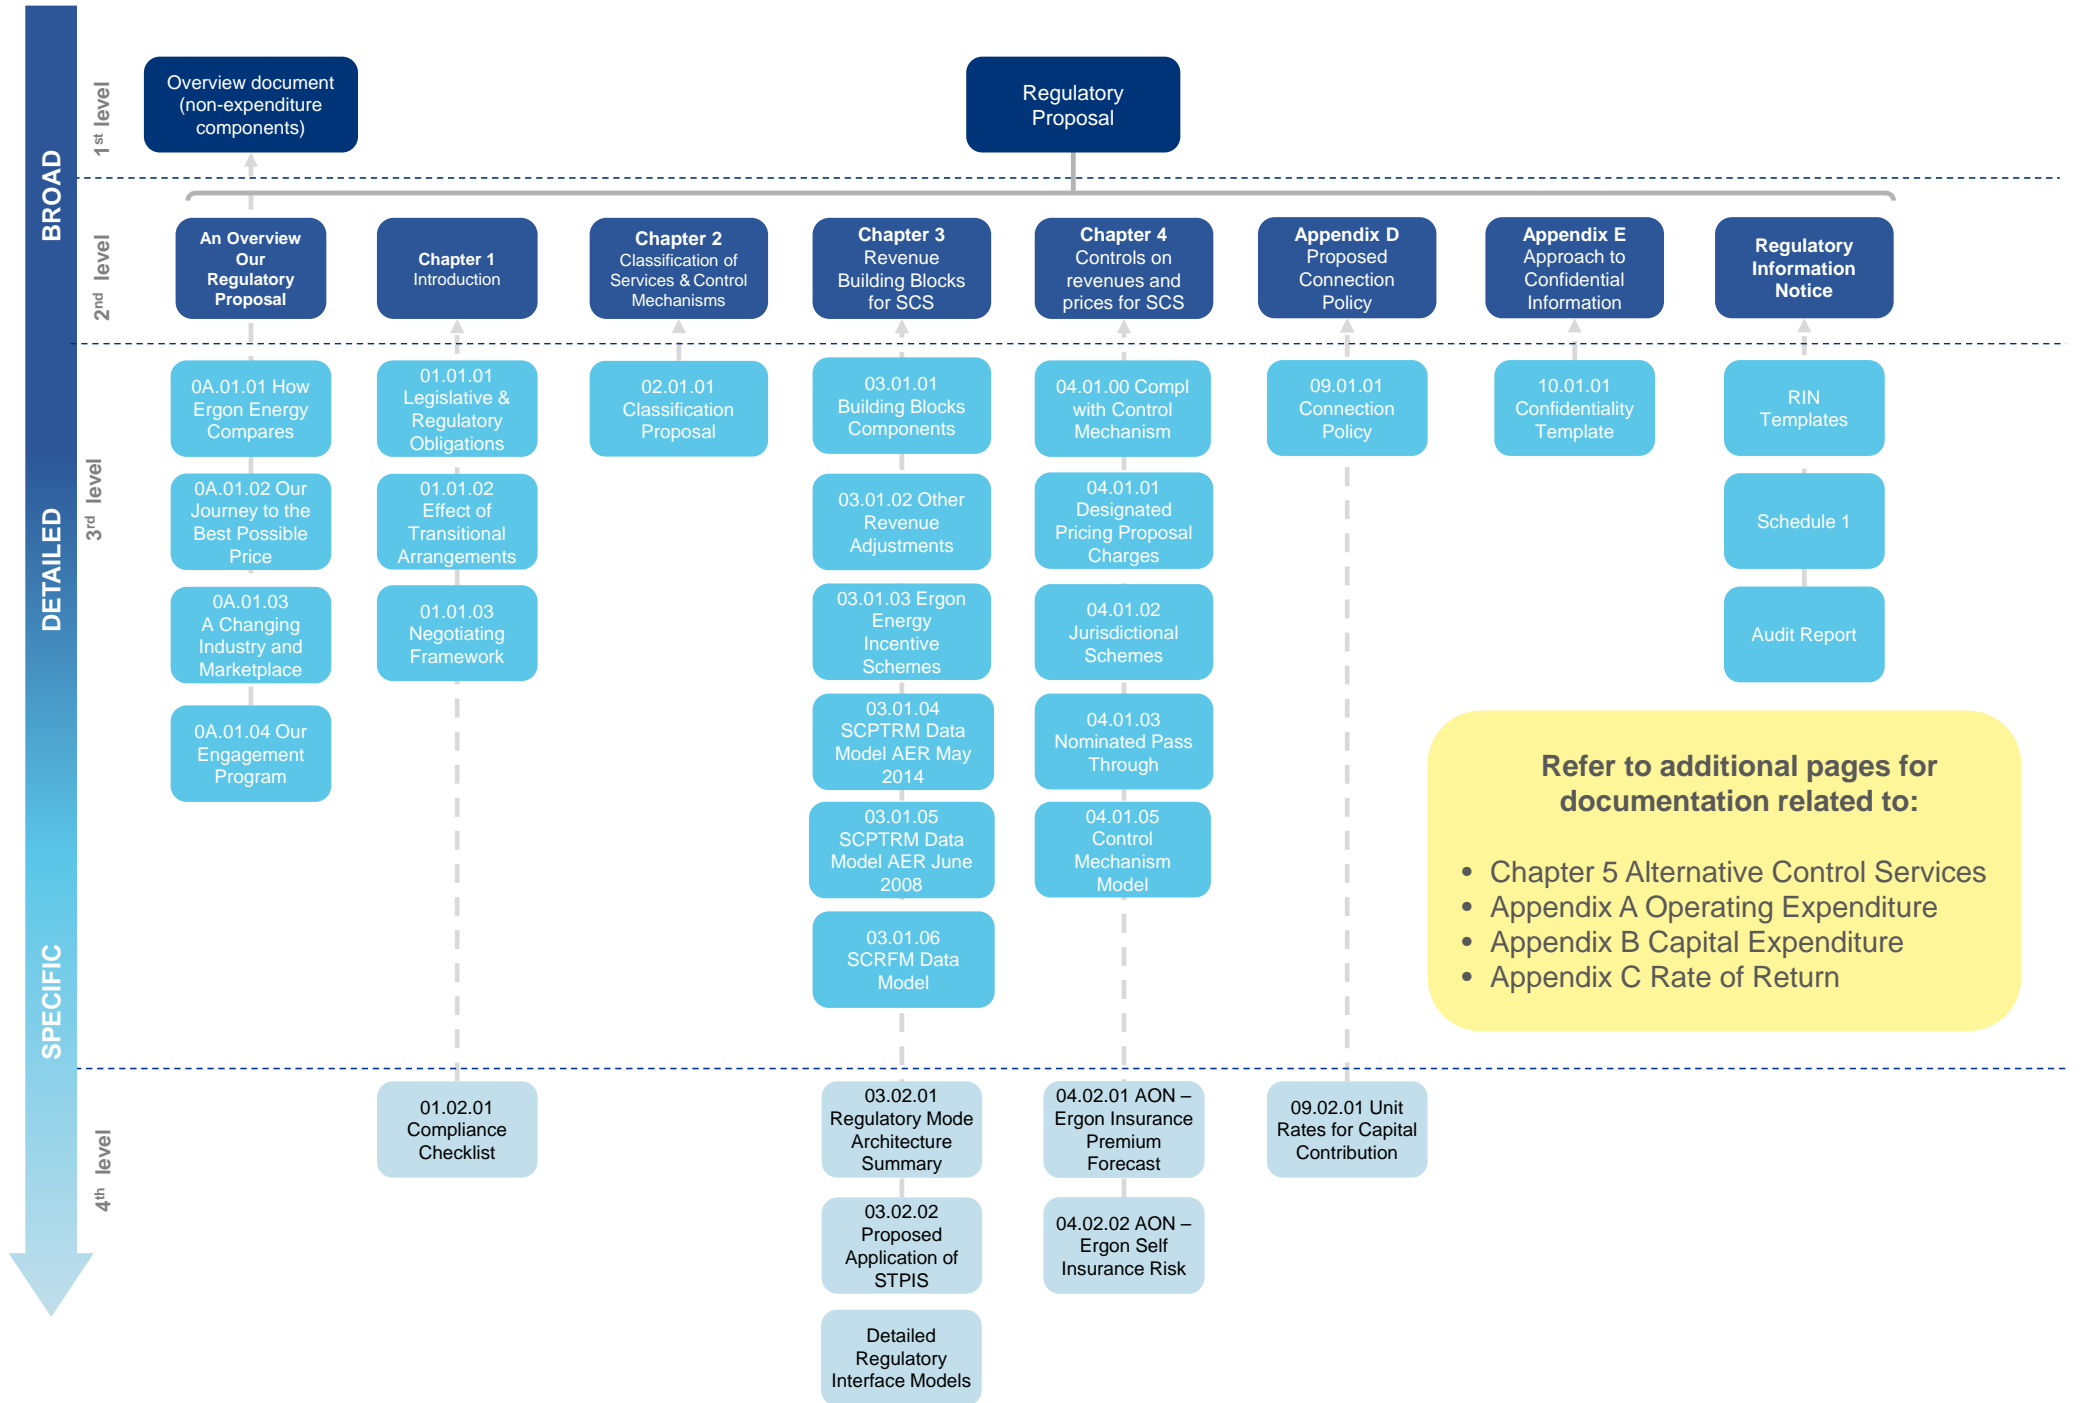 BROAD
DETAILED
SPECIFIC
1st level
2nd level
3rd level
4th level
Overview document
(non-expenditure
components)
Regulatory
Proposal
An Overview
Our
Regulatory
Proposal
Chapter 1
Introduction
Chapter 2
Classification of
Services & Control
Mechanisms
Chapter 3
Revenue
Building Blocks
for SCS
Chapter 4
Controls on
revenues and
prices for SCS
Appendix D
Proposed
Connection
Policy
Appendix E
Approach to
Confidential
Information
Regulatory
Information
Notice
0A.01.01 How
Ergon Energy
Compares
0A.01.02 Our
Journey to the
Best Possible
Price
0A.01.03
A Changing
Industry and
Marketplace
0A.01.04 Our
Engagement
Program
01.01.01
Legislative &
Regulatory
Obligations
01.01.02
Effect of
Transitional
Arrangements
01.01.03
Negotiating
Framework
02.01.01
Classification
Proposal
03.01.01
Building Blocks
Components
03.01.02 Other
Revenue
Adjustments
03.01.03 Ergon
Energy
Incentive
Schemes
03.01.04
SCPTRM Data
Model AER May
2014
03.01.05
SCPTRM Data
Model AER June
2008
03.01.06
SCRFM Data
Model
04.01.00 Compl
with Control
Mechanism
04.01.01
Designated
Pricing Proposal
Charges
04.01.02
Jurisdictional
Schemes
04.01.03
Nominated Pass
Through
04.01.05
Control
Mechanism
Model
09.01.01
Connection
Policy
10.01.01
Confidentiality
Template
RIN
Templates
Schedule 1
Audit Report
Refer to additional pages for
documentation related to:
• Chapter 5 Alternative Control Services
• Appendix A Operating Expenditure
• Appendix B Capital Expenditure
• Appendix C Rate of Return
01.02.01
Compliance
Checklist
03.02.01
Regulatory Mode
Architecture
Summary
03.02.02
Proposed
Application of
STPIS
Detailed
Regulatory
Interface Models
04.02.01 AON –
Ergon Insurance
Premium
Forecast
04.02.02 AON –
Ergon Self
Insurance Risk
09.02.01 Unit
Rates for Capital
Contribution